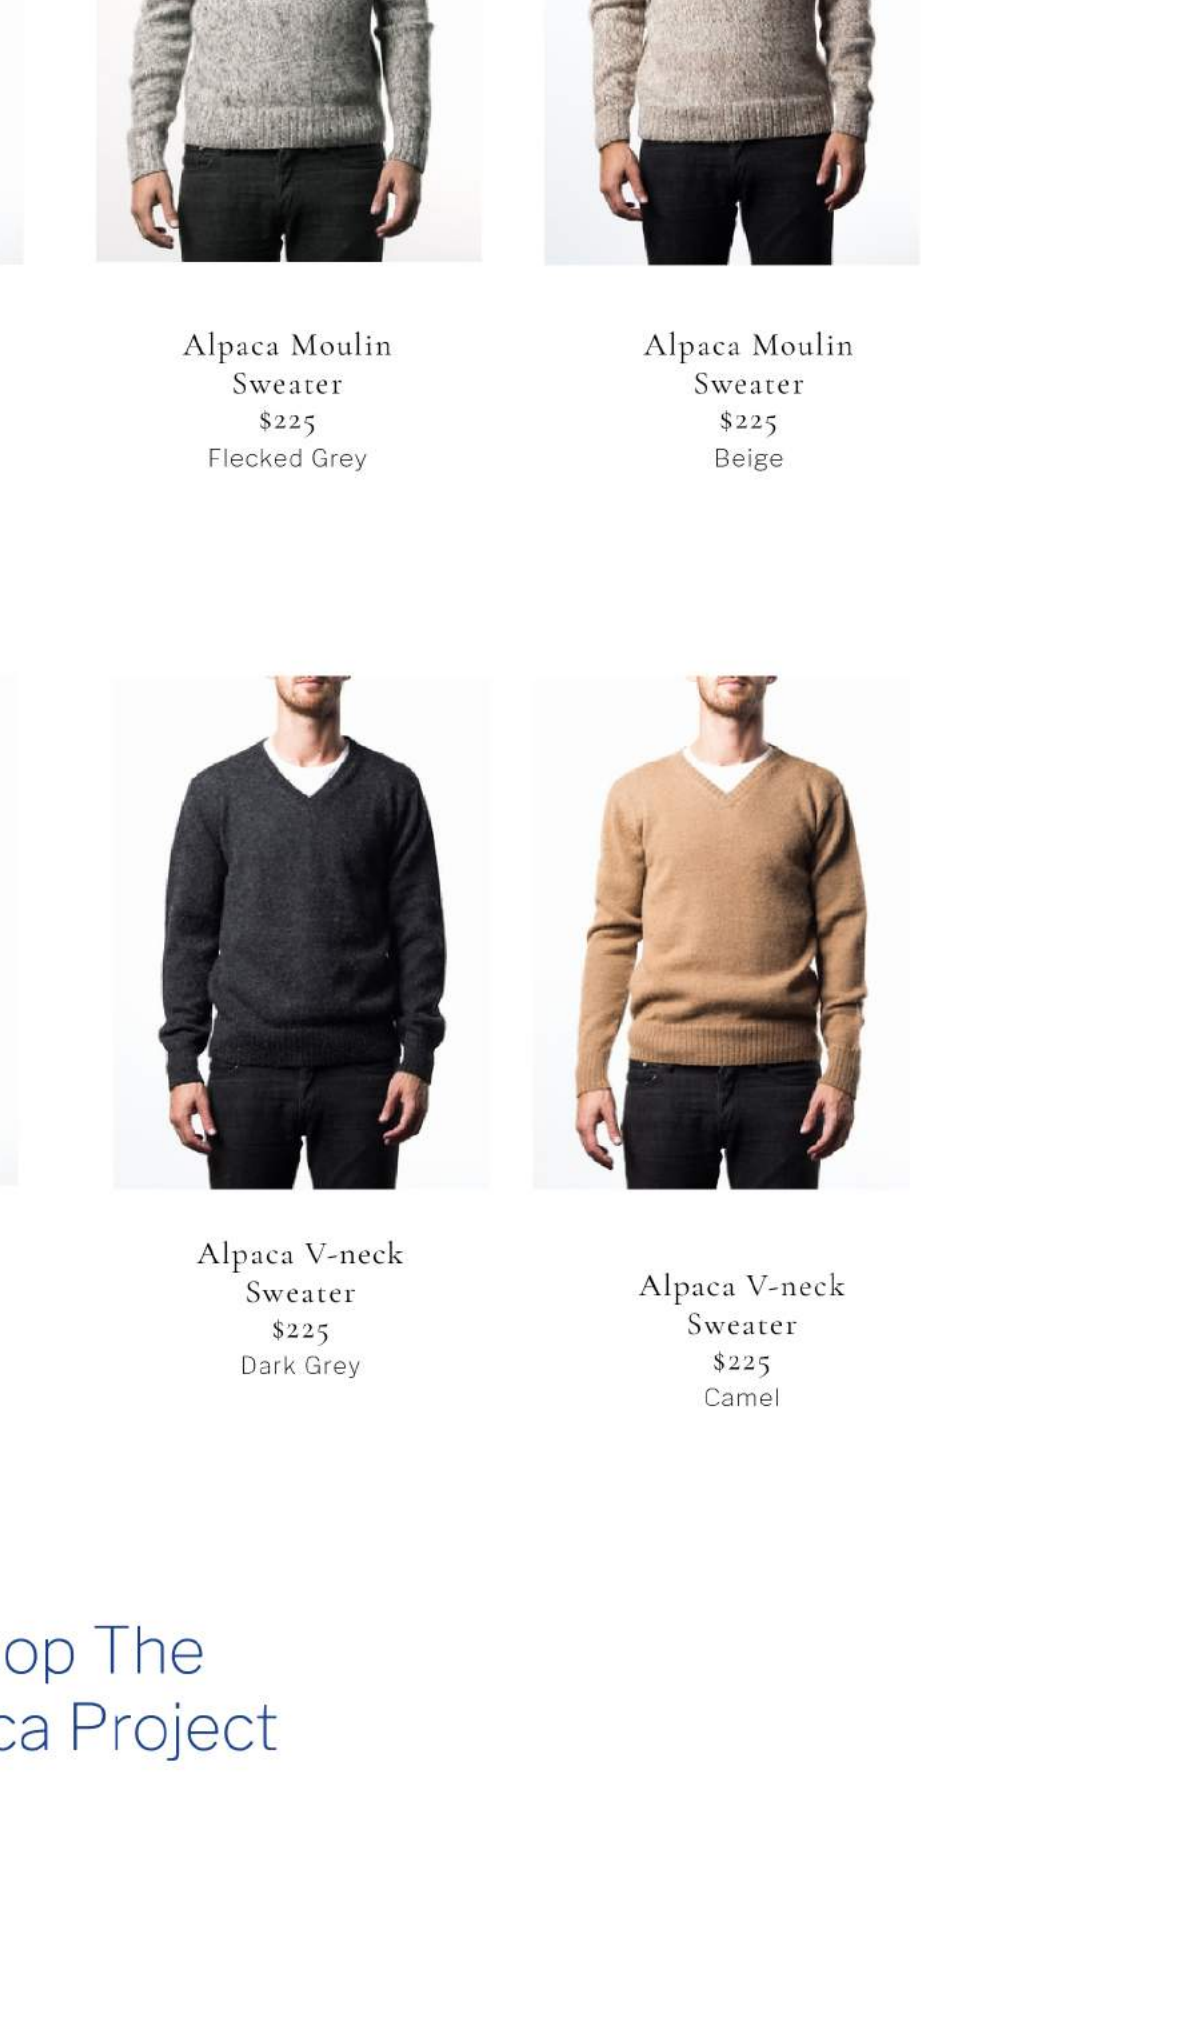 Alpaca Moulin
Sweater
$225
Flecked Grey
Alpaca Moulin
Sweater
$225
Beige
Alpaca V-neck
Sweater
$225
Dark Grey
Alpaca V-neck
Sweater
$225
Camel
op The
ca Project